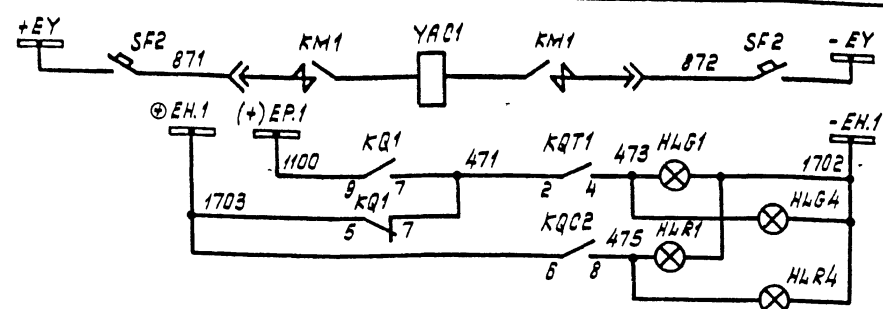 +EY
SF2
871
KM1
YAC1
KM1
872
SF2
-EY
⊕EH.1
(+)EP.1
-EH.1
1100
KQ1
9 7
471
KQT1
2 4
473
HLG1
1702
1703
KQ1
5 7
HLG4
KQC2
6 8
475
HLR1
HLR4